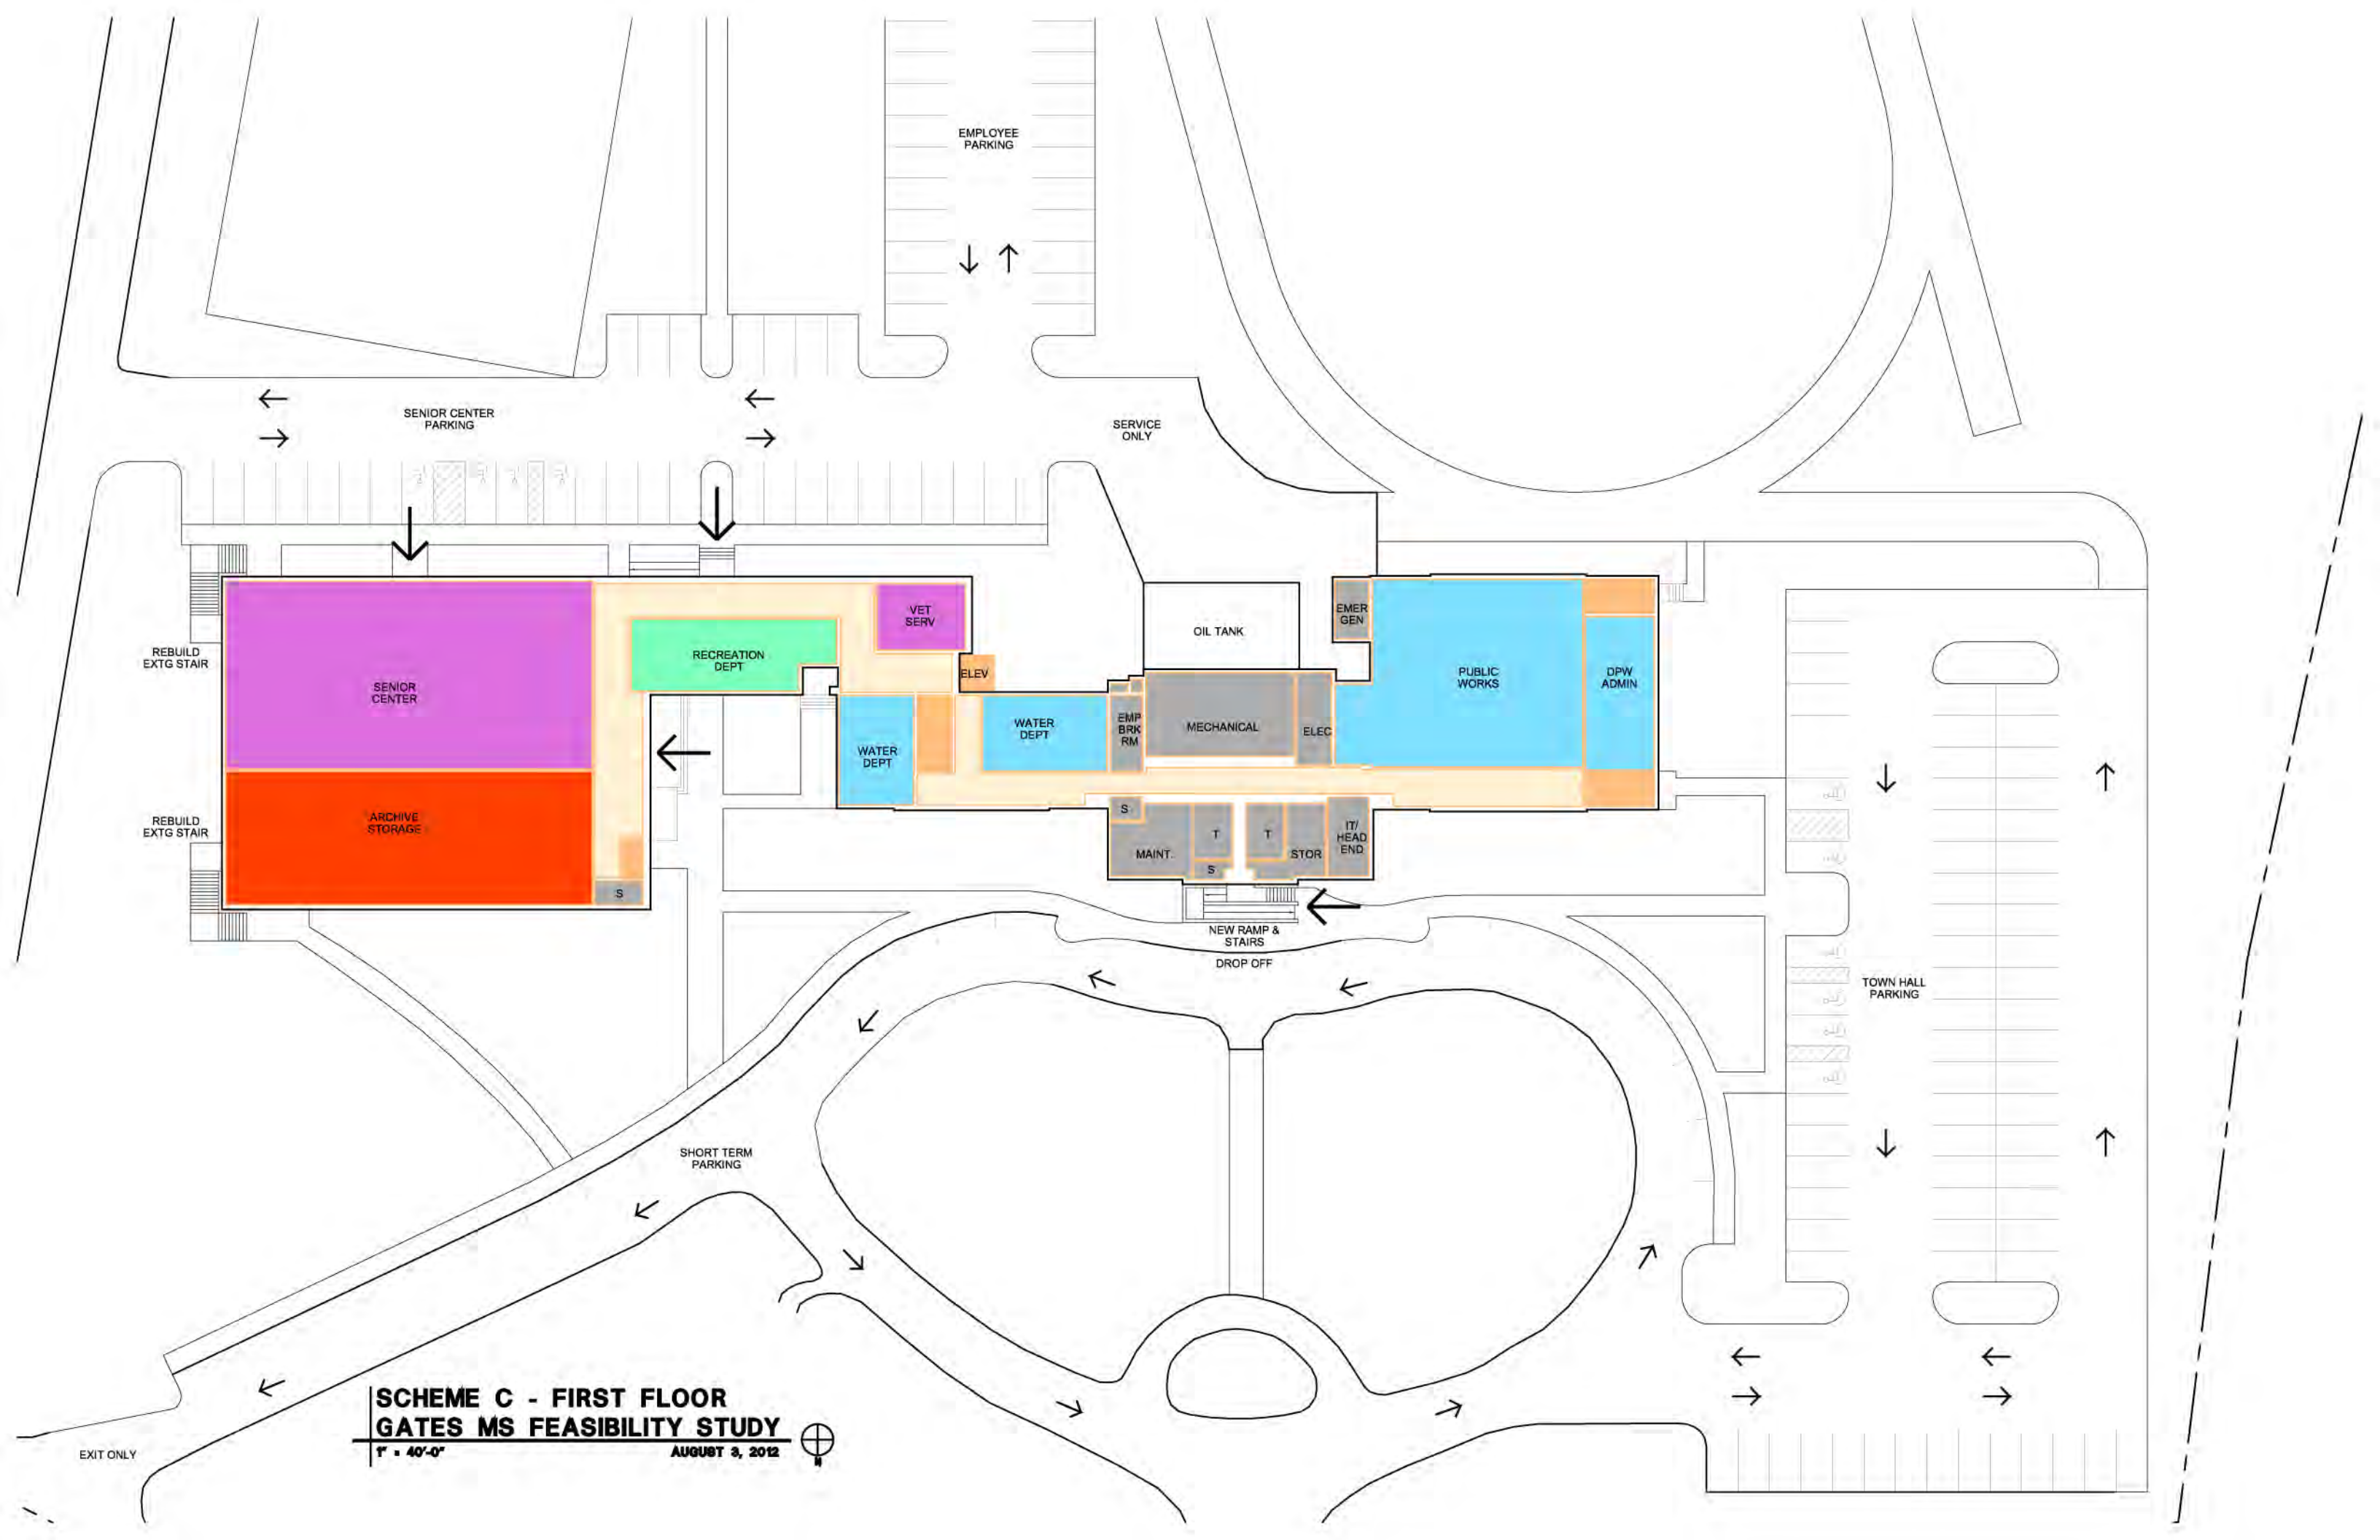 EMPLOYEE
PARKING
SENIOR CENTER
PARKING
SERVICE
ONLY
REBUILD
EXTG STAIR
SENIOR
CENTER
RECREATION
DEPT
VET
SERV
ELEV
OIL TANK
EMER
GEN
PUBLIC
WORKS
DPW
ADMIN
WATER
DEPT
WATER
DEPT
EMP
BRK
RM
MECHANICAL
ELEC
REBUILD
EXTG STAIR
ARCHIVE
STORAGE
S
S
MAINT.
T
S
T
STOR
IT/
HEAD
END
NEW RAMP &
STAIRS
DROP OFF
TOWN HALL
PARKING
SHORT TERM
PARKING
SCHEME C - FIRST FLOOR
GATES MS FEASIBILITY STUDY
1" = 40'-0"
AUGUST 3, 2012
N
EXIT ONLY